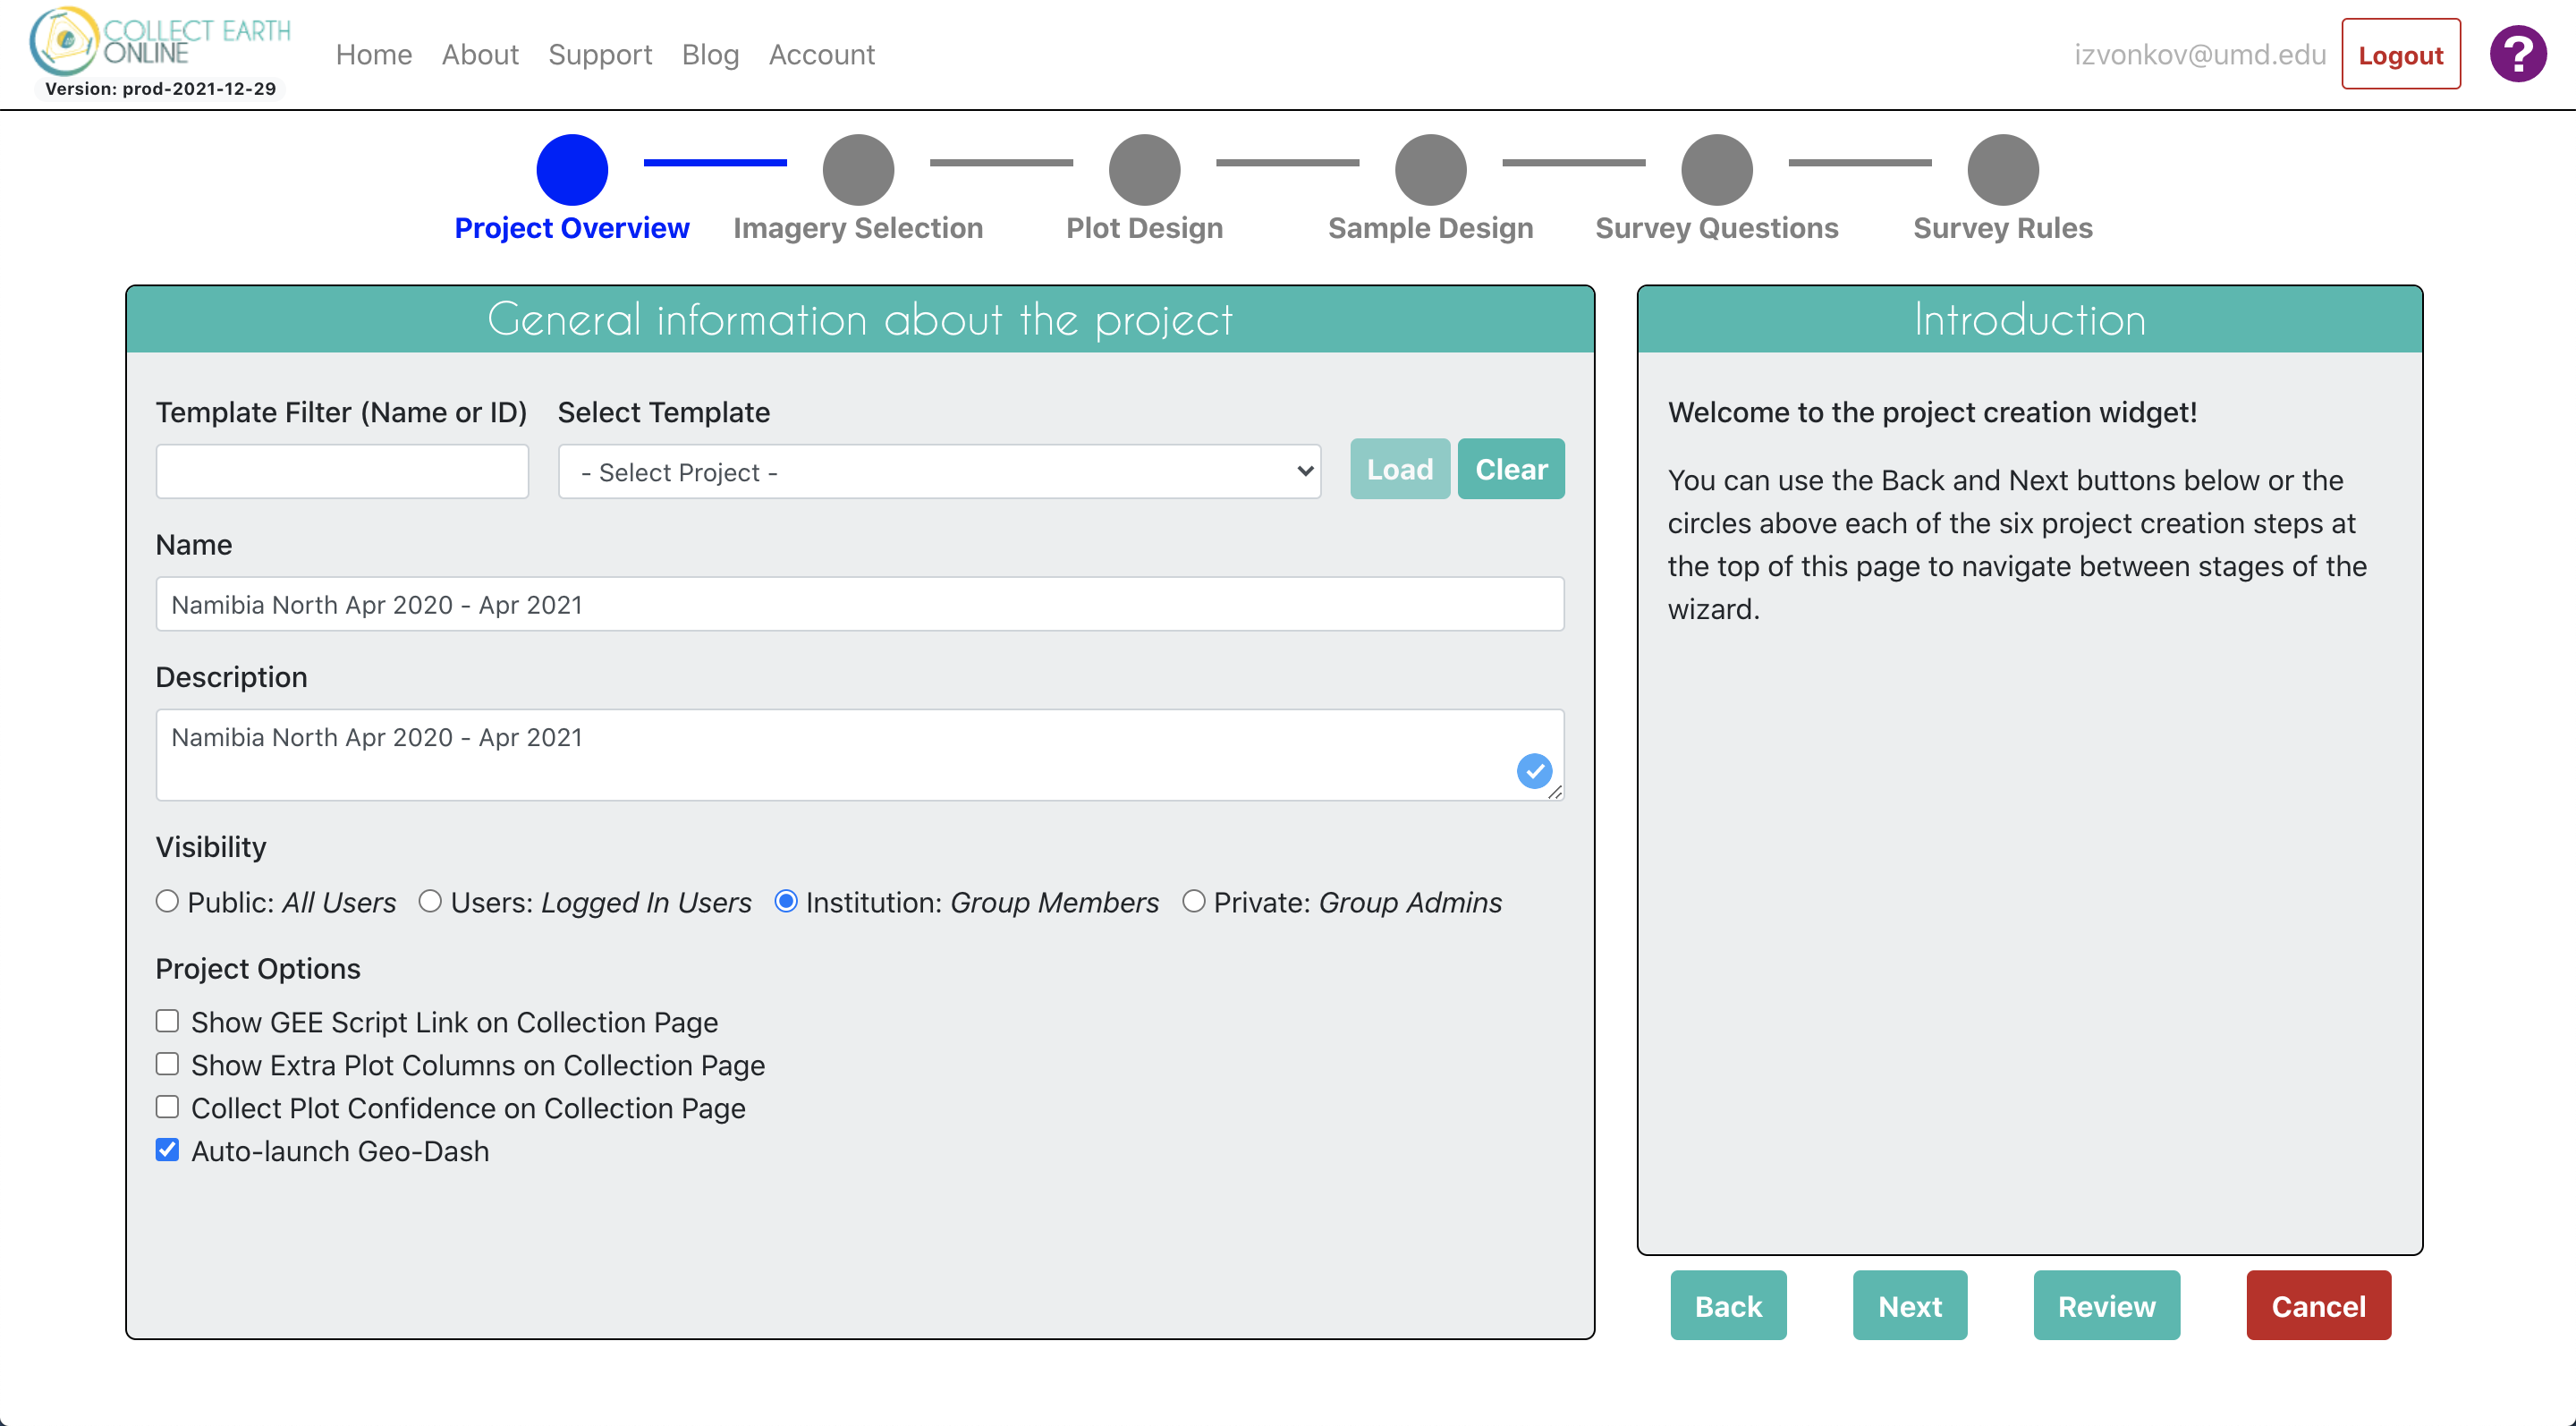 COLLECT EARTH
ONLINE
Version: prod-2021-12-29
Home About Support Blog Account
izvonkov@umd.edu Logout ?
Project Overview Imagery Selection Plot Design Sample Design Survey Questions Survey Rules
General information about the project
Template Filter (Name or ID) Select Template
- Select Project - Load Clear
Name
Namibia North Apr 2020 - Apr 2021
Description
Namibia North Apr 2020 - Apr 2021
Visibility
Public: All Users Users: Logged In Users Institution: Group Members Private: Group Admins
Project Options
Show GEE Script Link on Collection Page
Show Extra Plot Columns on Collection Page
Collect Plot Confidence on Collection Page
Auto-launch Geo-Dash
Introduction
Welcome to the project creation widget!
You can use the Back and Next buttons below or the
circles above each of the six project creation steps at
the top of this page to navigate between stages of the
wizard.
Back Next Review Cancel